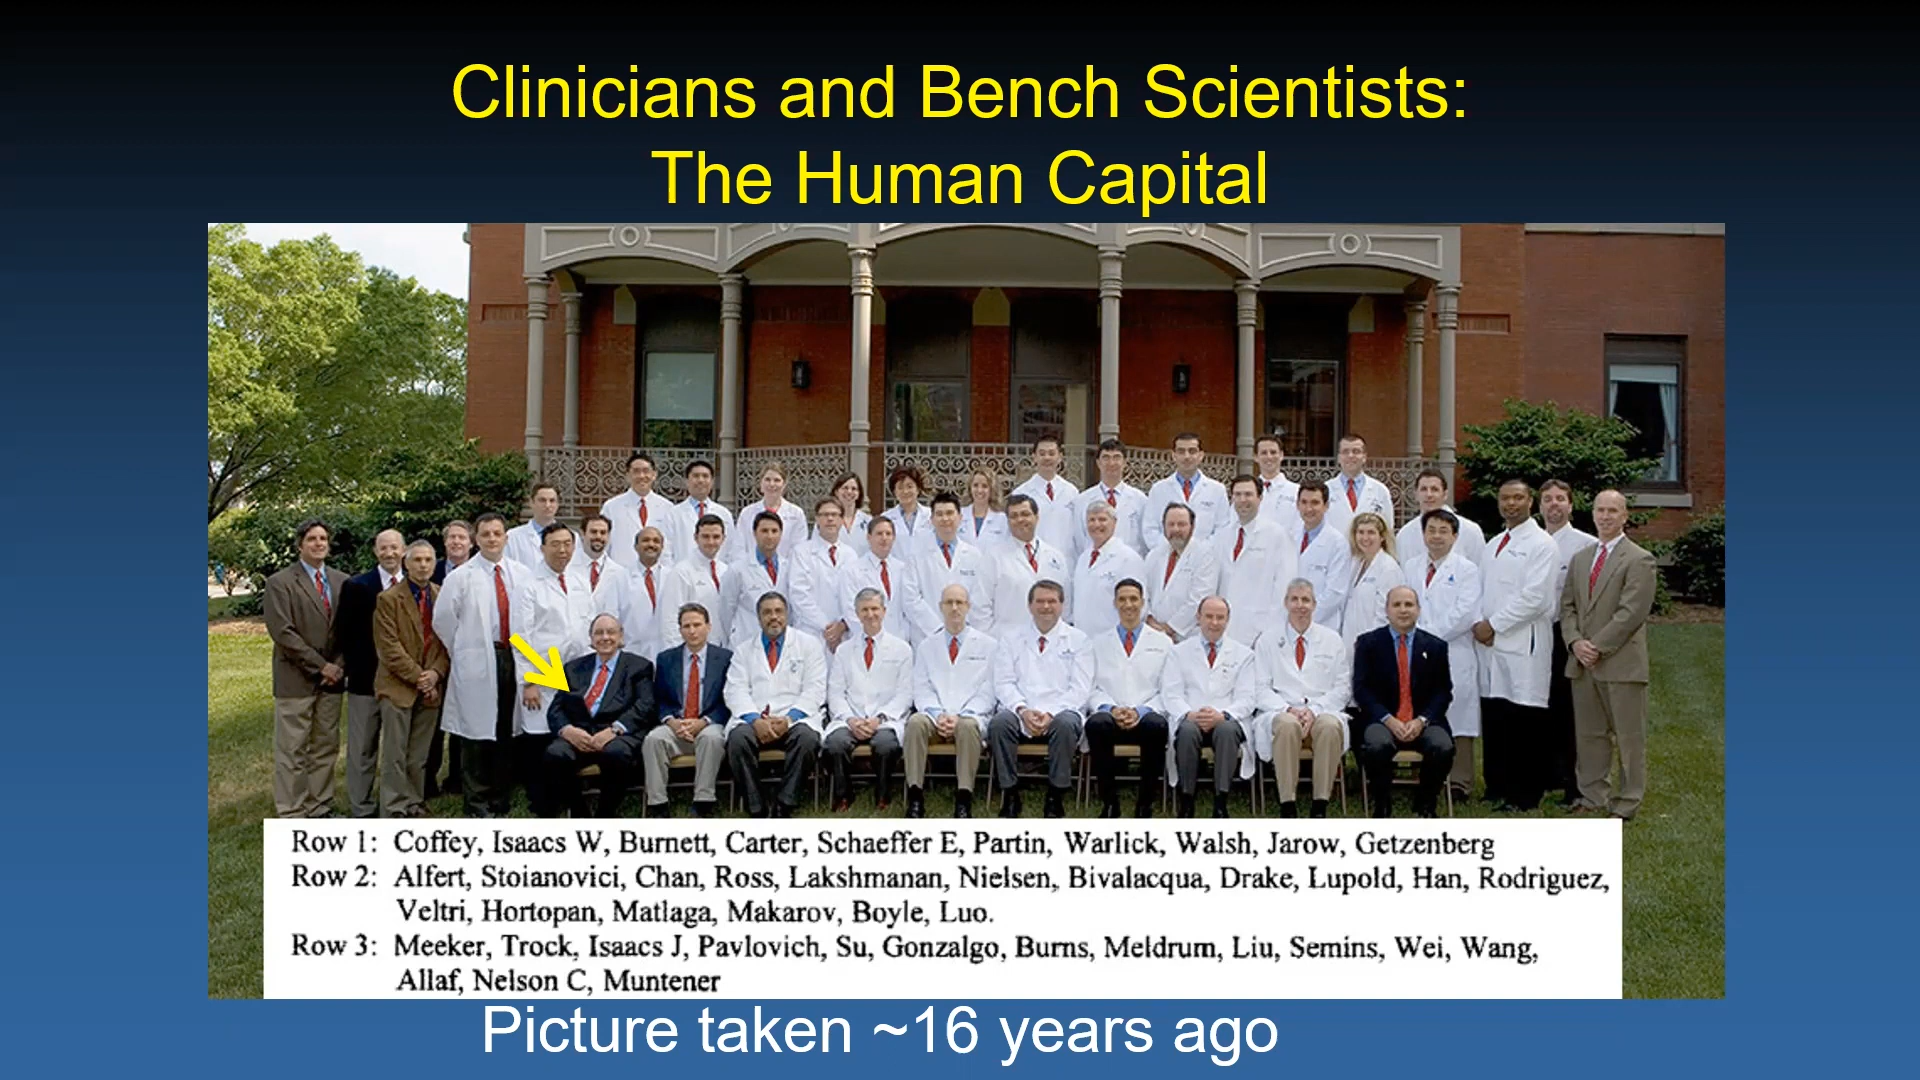 Clinicians and Bench Scientists:
The Human Capital
Row 1: Coffey, Isaacs W, Burnett, Carter, Schaeffer E, Partin, Warlick, Walsh, Jarow, Getzenberg
Row 2: Alfert, Stoianovici, Chan, Ross, Lakshmanan, Nielsen, Bivalacqua, Drake, Lupold, Han, Rodriguez,
Veltri, Hortopan, Matlaga, Makarov, Boyle, Luo.
Row 3: Meeker, Trock, Isaacs J, Pavlovich, Su, Gonzalgo, Burns, Meldrum, Liu, Semins, Wei, Wang,
Allaf, Nelson C, Muntener
Picture taken ~16 years ago